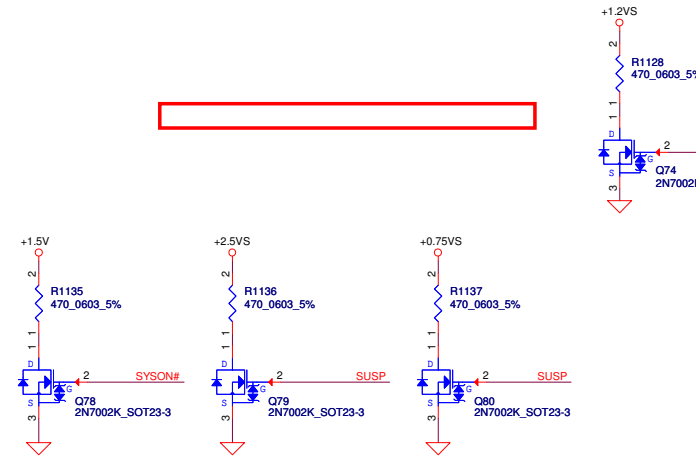 +1.2VS
2
R1128
470_0603_5%
1
1
D
2
G
S
Q74
2N7002K
3
+1.5V
2
R1135
470_0603_5%
1
1
D
2
SYSON#
G
S
Q78
2N7002K_SOT23-3
3
+2.5VS
2
R1136
470_0603_5%
1
1
D
2
SUSP
G
S
Q79
2N7002K_SOT23-3
3
+0.75VS
2
R1137
470_0603_5%
1
1
D
2
SUSP
G
S
Q80
2N7002K_SOT23-3
3